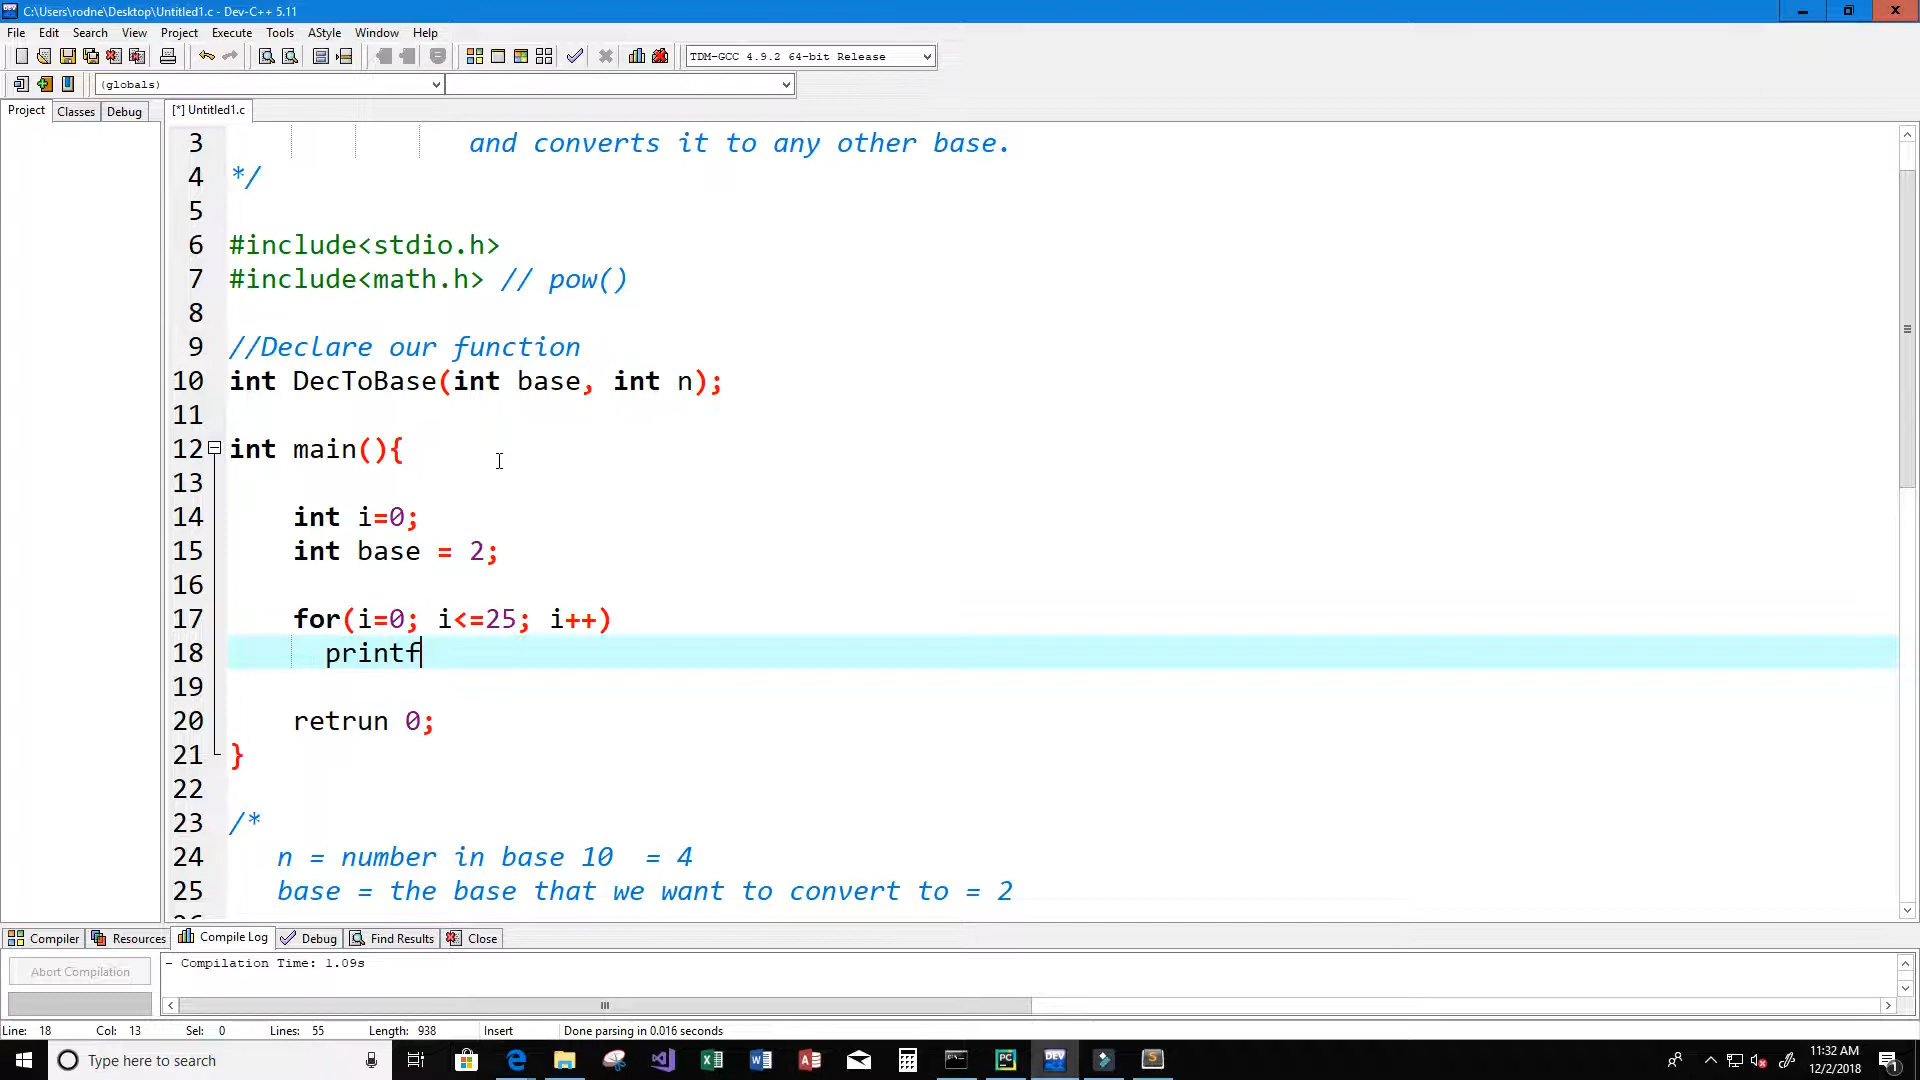 C:\Users\rodne\Desktop\Untitled1.c - Dev-C++ 5.11
File Edit Search View Project Execute Tools AStyle Window Help
TDM-GCC 4.9.2 64-bit Release
(globals)
Project Classes Debug [*] Untitled1.c
3 and converts it to any other base.
4 */
5
6 #include<stdio.h>
7 #include<math.h> // pow()
8
9 //Declare our function
10 int DecToBase(int base, int n);
11
12 int main(){
13
14 int i=0;
15 int base = 2;
16
17 for(i=0; i<=25; i++)
18 printf
19
20 retrun 0;
21 }
22
23 /*
24 n = number in base 10 = 4
25 base = the base that we want to convert to = 2
Compiler Resources Compile Log Debug Find Results Close
Abort Compilation
- Compilation Time: 1.09s
Line: 18 Col: 13 Sel: 0 Lines: 55 Length: 938 Insert Done parsing in 0.016 seconds
Type here to search
11:32 AM
12/2/2018